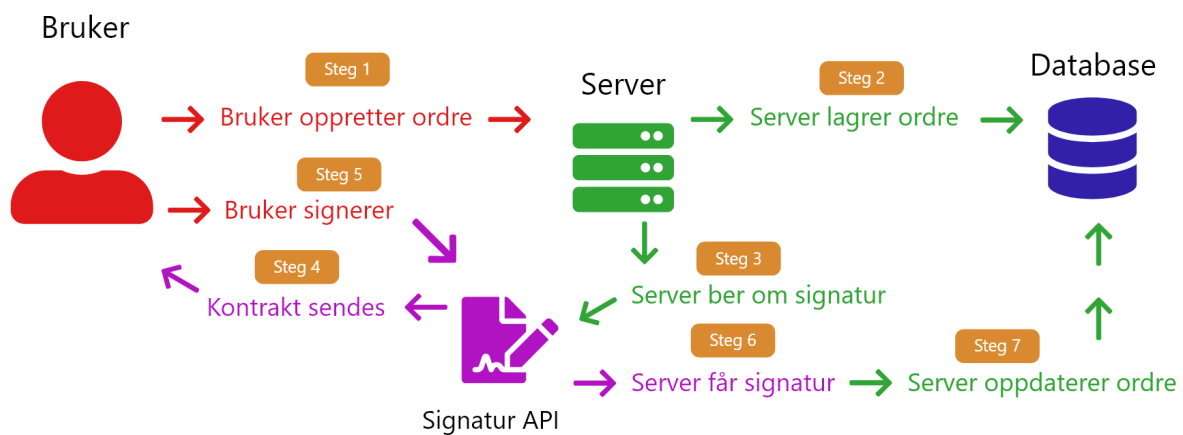 Bruker
Steg 1
Bruker oppretter ordre
Server
Steg 2
Server lagrer ordre
Database
Steg 5
Bruker signerer
Steg 4
Kontrakt sendes
Steg 3
Server ber om signatur
Steg 6
Server får signatur
Steg 7
Server oppdaterer ordre
Signatur API